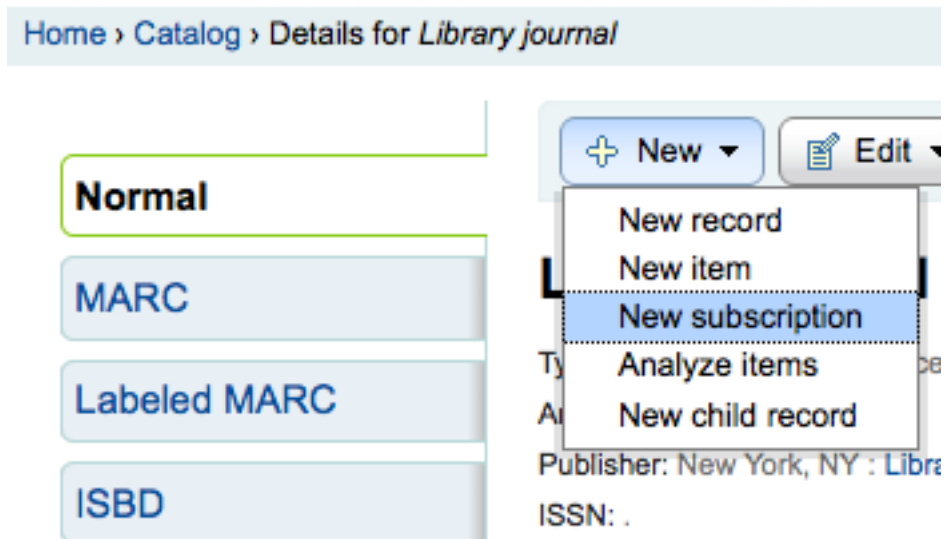 Home › Catalog › Details for Library journal
Normal
MARC
Labeled MARC
ISBD
New
Edit
New record
New item
New subscription
Analyze items
New child record
Publisher: New York, NY :
ISSN: .